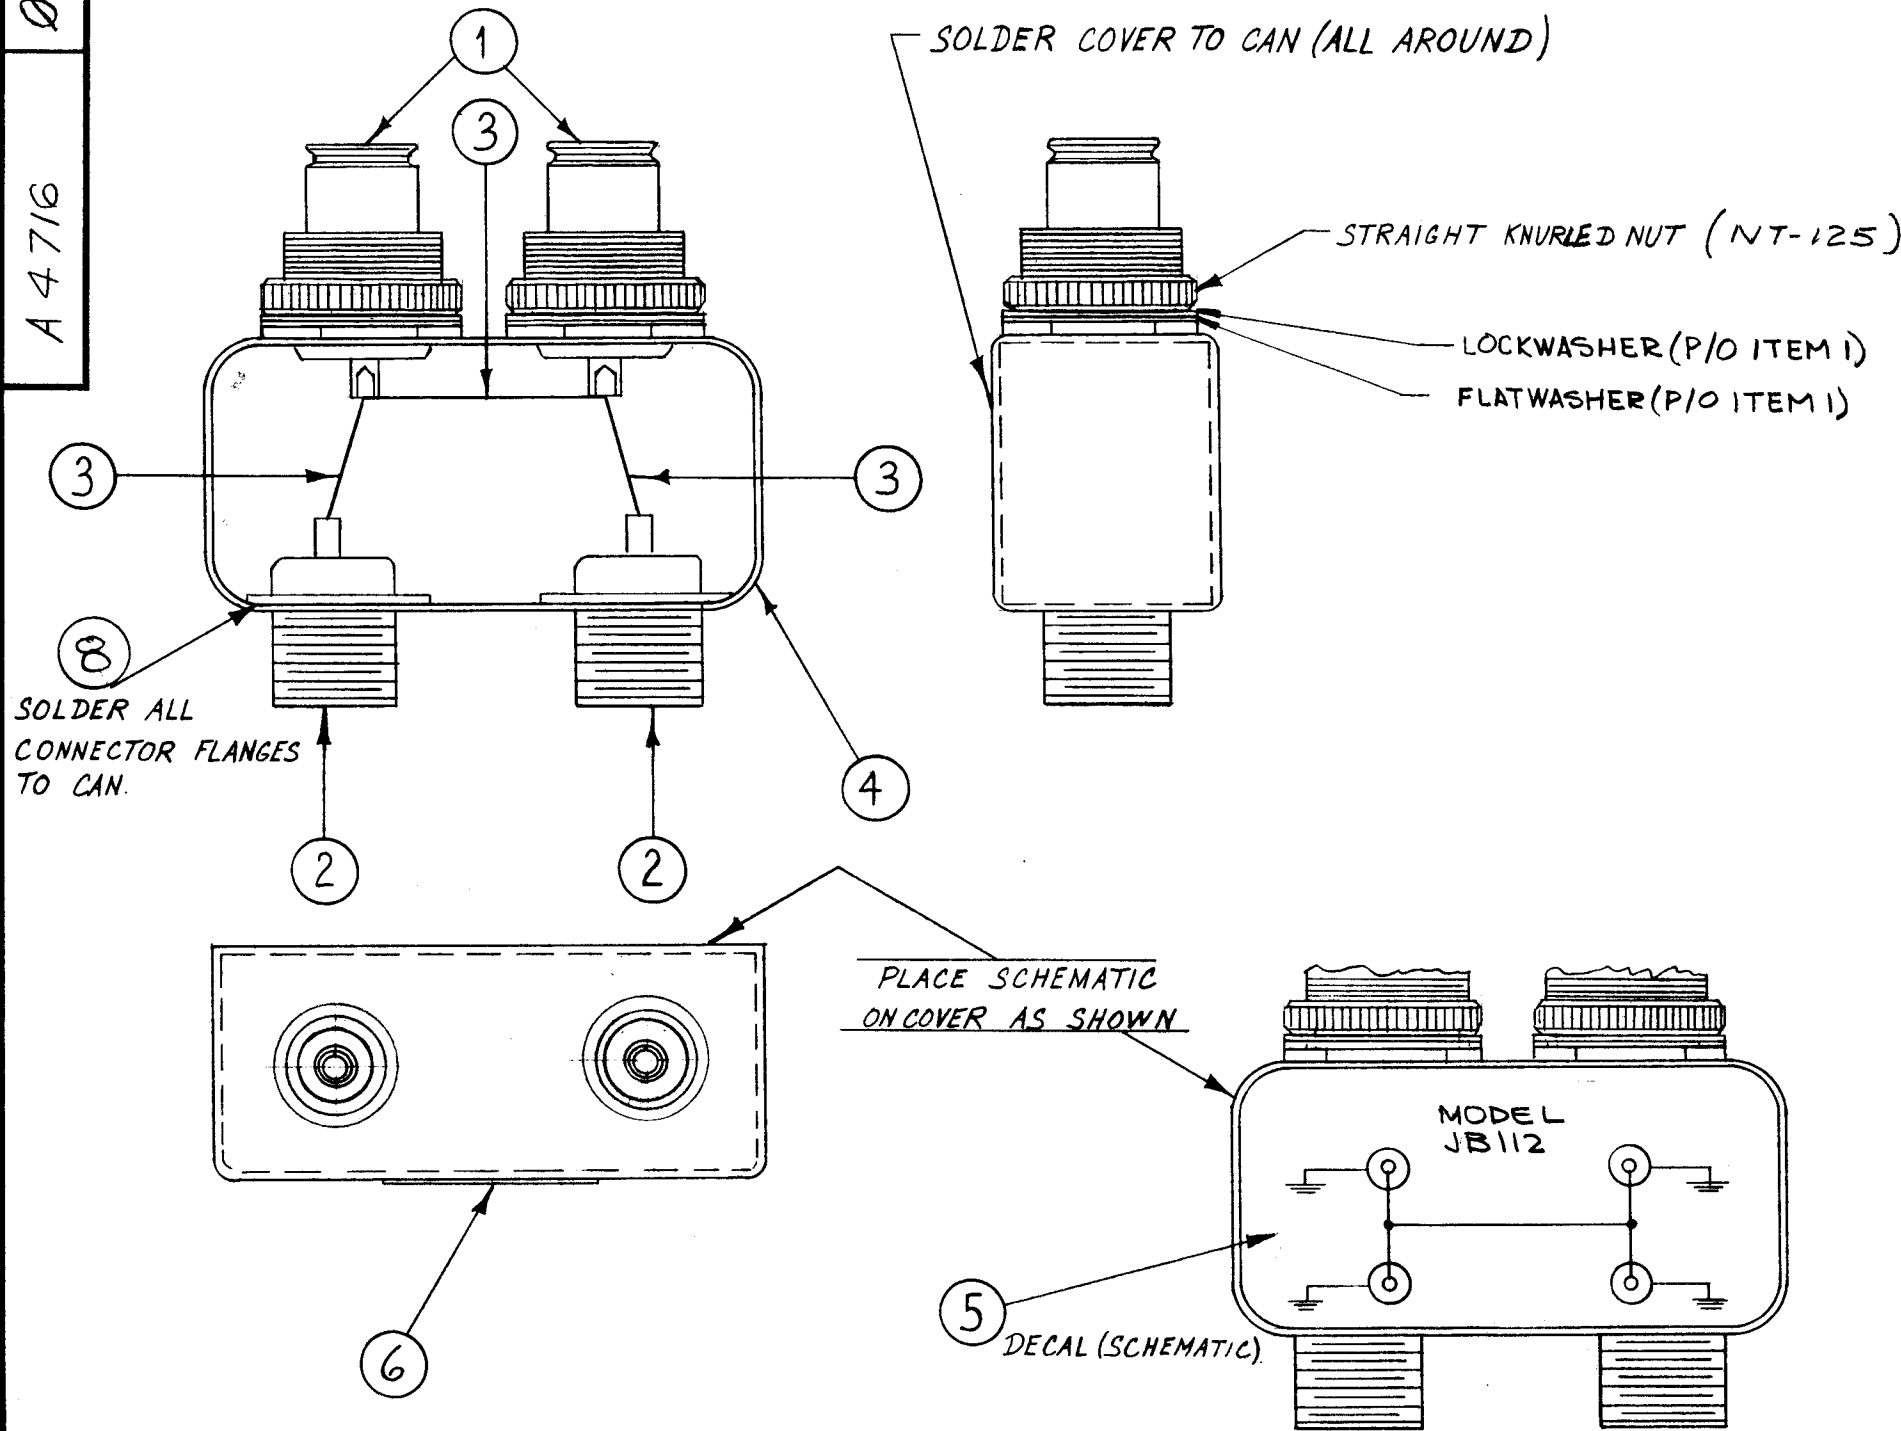 Ø
A 4716
1
3
3
3
8
SOLDER ALL
CONNECTOR FLANGES
TO CAN.
2
2
4
SOLDER COVER TO CAN (ALL AROUND)
STRAIGHT KNURLED NUT (NT-125)
LOCKWASHER (P/O ITEM 1)
FLATWASHER (P/O ITEM 1)
PLACE SCHEMATIC
ON COVER AS SHOWN
6
MODEL
JB112
5
DECAL (SCHEMATIC).